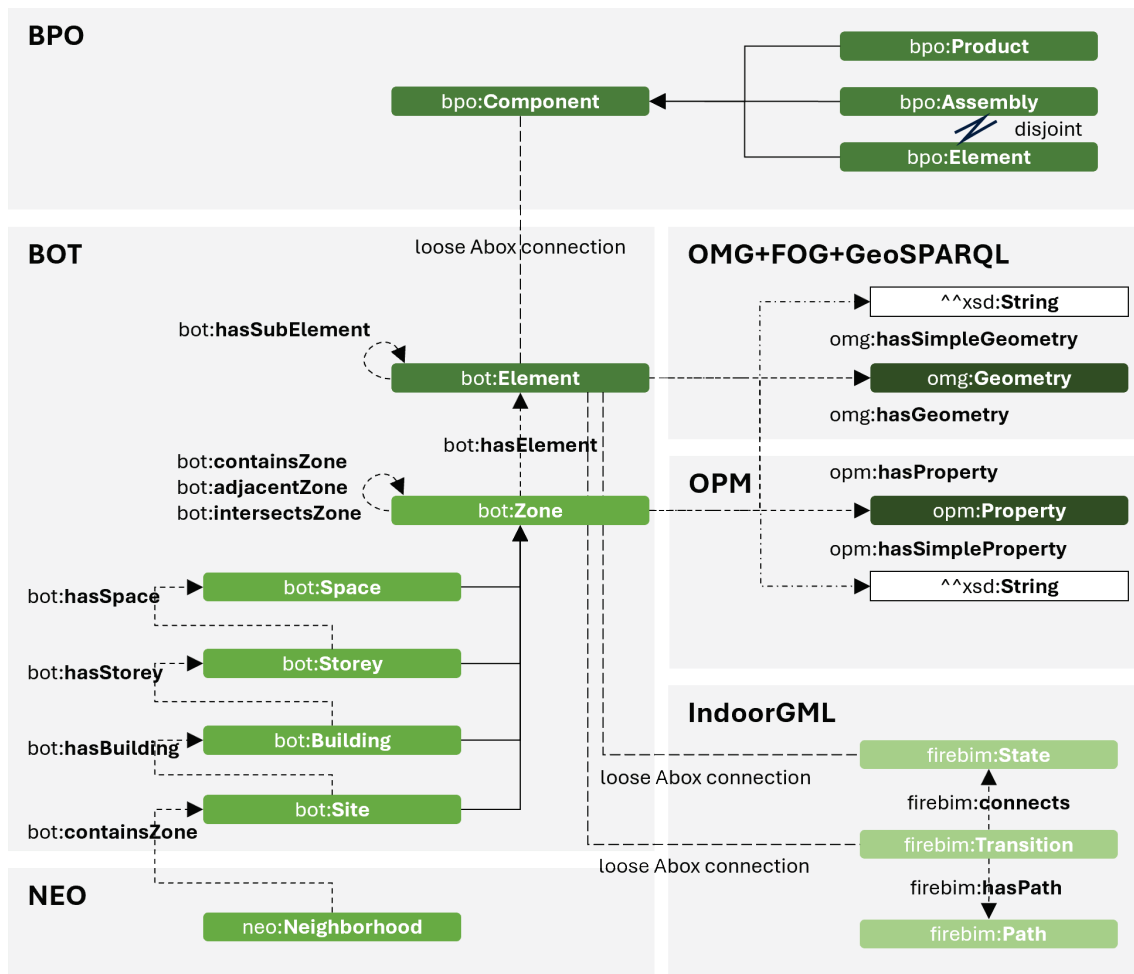 BPO
bpo:Product
bpo:Component
bpo:Assembly
disjoint
bpo:Element
BOT
loose Abox connection
OMG+FOG+GeoSPARQL
^^xsd:String
bot:hasSubElement
omg:hasSimpleGeometry
bot:Element
omg:Geometry
omg:hasGeometry
bot:hasElement
bot:containsZone
bot:adjacentZone
bot:intersectsZone
bot:Zone
OPM
opm:hasProperty
opm:Property
opm:hasSimpleProperty
^^xsd:String
bot:hasSpace
bot:Space
bot:hasStorey
bot:Storey
bot:hasBuilding
bot:Building
bot:containsZone
bot:Site
IndoorGML
firebim:State
loose Abox connection
firebim:connects
firebim:Transition
loose Abox connection
firebim:hasPath
firebim:Path
NEO
neo:Neighborhood